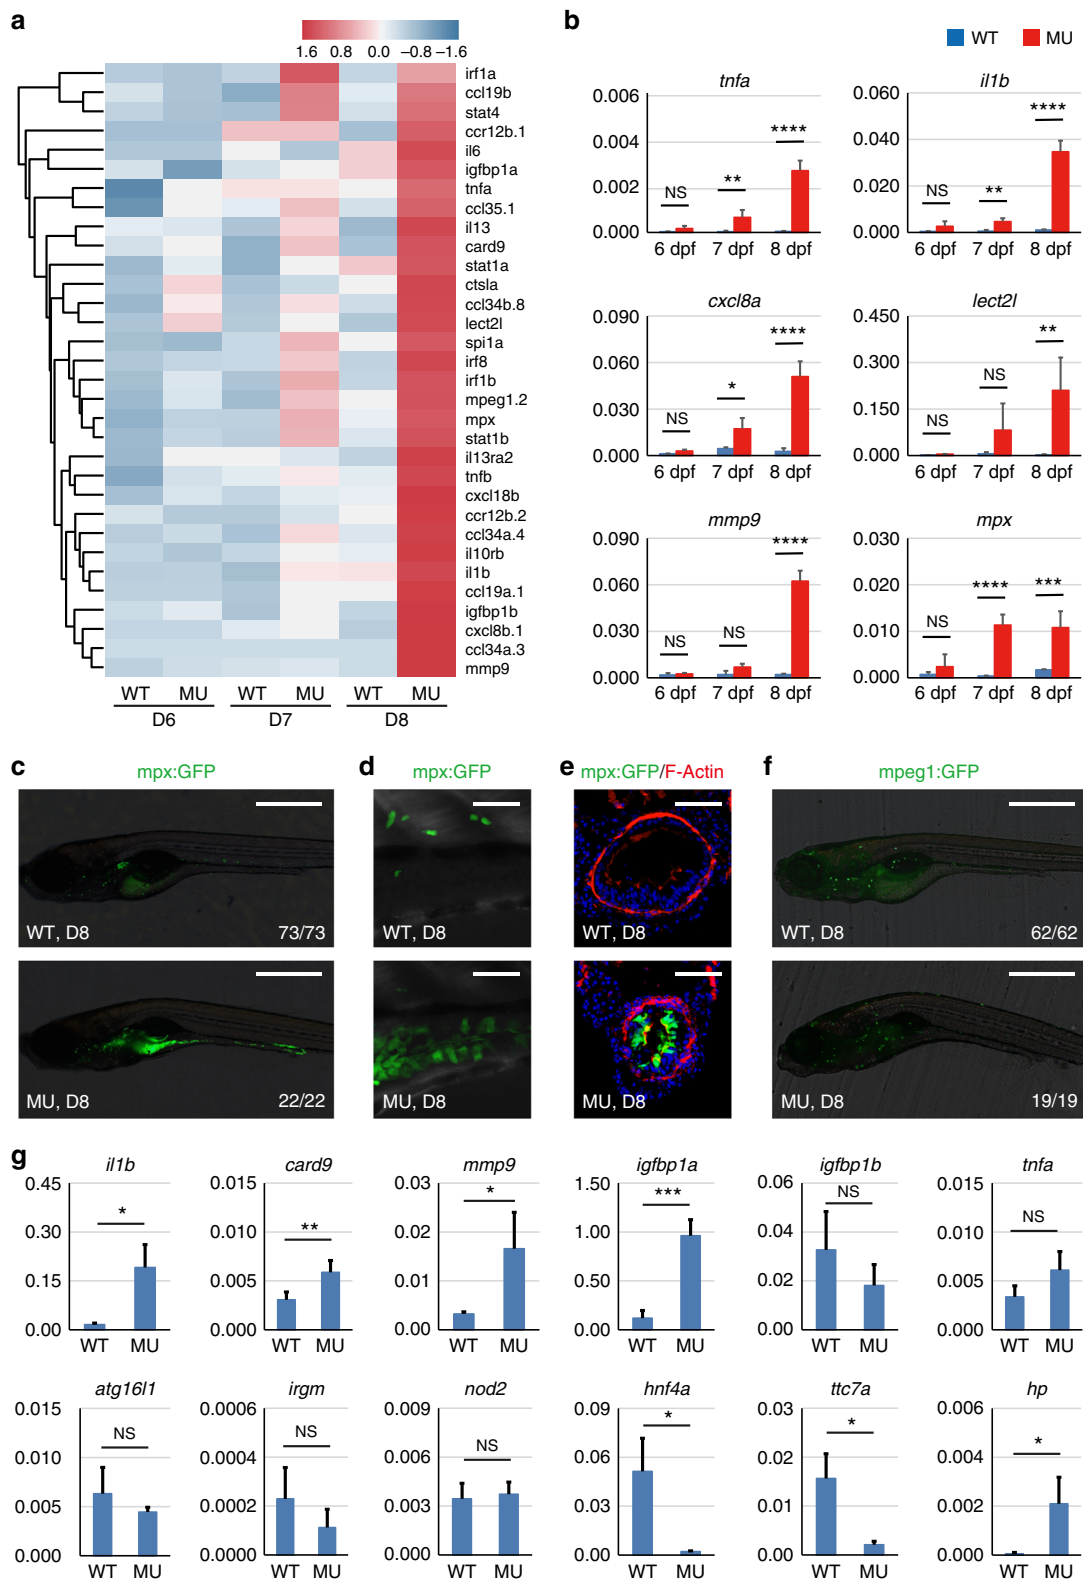 a
1.6 0.8 0.0 –0.8 –1.6
irf1a
ccl19b
stat4
ccr12b.1
il6
igfbp1a
tnfa
ccl35.1
il13
card9
stat1a
ctsla
ccl34b.8
lect2l
spi1a
irf8
irf1b
mpeg1.2
mpx
stat1b
il13ra2
tnfb
cxcl18b
ccr12b.2
ccl34a.4
il10rb
il1b
ccl19a.1
igfbp1b
cxcl8b.1
ccl34a.3
mmp9
WT MU WT MU WT MU
D6 D7 D8
b
WT MU
tnfa
0.006
0.004
0.002
0.000
NS ** ****
6 dpf 7 dpf 8 dpf
il1b
0.060
0.040
0.020
0.000
NS ** ****
6 dpf 7 dpf 8 dpf
cxcl8a
0.090
0.060
0.030
0.000
NS * ****
6 dpf 7 dpf 8 dpf
lect2l
0.450
0.300
0.150
0.000
NS NS **
6 dpf 7 dpf 8 dpf
mmp9
0.090
0.060
0.030
0.000
NS NS ****
6 dpf 7 dpf 8 dpf
mpx
0.030
0.020
0.010
0.000
NS **** ***
6 dpf 7 dpf 8 dpf
c
mpx:GFP
WT, D8 73/73
MU, D8 22/22
d
mpx:GFP
WT, D8
MU, D8
e
mpx:GFP/F-Actin
WT, D8
MU, D8
f
mpeg1:GFP
WT, D8 62/62
MU, D8 19/19
g
il1b
0.45
0.30
0.15
0.00
*
WT MU
card9
0.015
0.010
0.005
0.000
**
WT MU
mmp9
0.03
0.02
0.01
0.00
*
WT MU
igfbp1a
1.50
1.00
0.50
0.00
***
WT MU
igfbp1b
0.06
0.04
0.02
0.00
NS
WT MU
tnfa
0.015
0.010
0.005
0.000
NS
WT MU
atg16l1
0.015
0.010
0.005
0.000
NS
WT MU
irgm
0.0006
0.0004
0.0002
0.0000
NS
WT MU
nod2
0.015
0.010
0.005
0.000
NS
WT MU
hnf4a
0.09
0.06
0.03
0.00
*
WT MU
ttc7a
0.03
0.02
0.01
0.00
*
WT MU
hp
0.006
0.004
0.002
0.000
*
WT MU